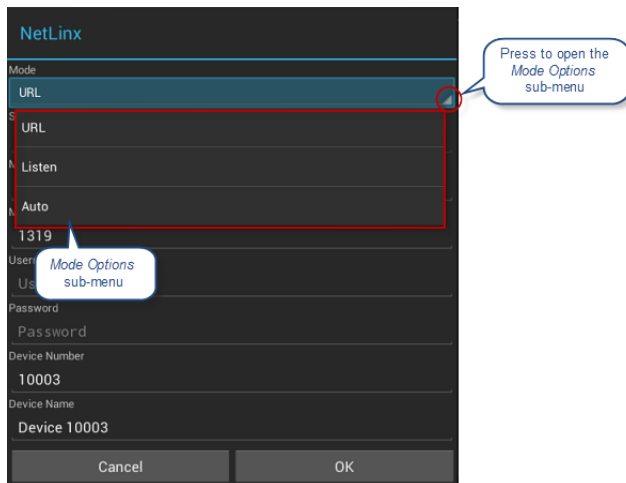 NetLinx
Mode
URL
Press to open the
Mode Options
sub-menu
URL
Listen
Auto
1319
Mode Options
sub-menu
Password
Password
Device Number
10003
Device Name
Device 10003
Cancel
OK